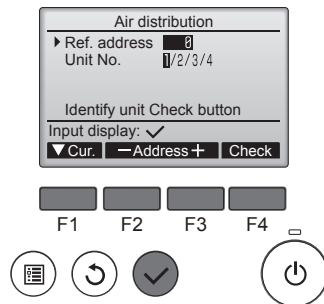 Air distribution
Ref. address 0
Unit No. 1/2/3/4
Identify unit Check button
Input display: ✓
▼Cur. −Address+ Check
F1 F2 F3 F4